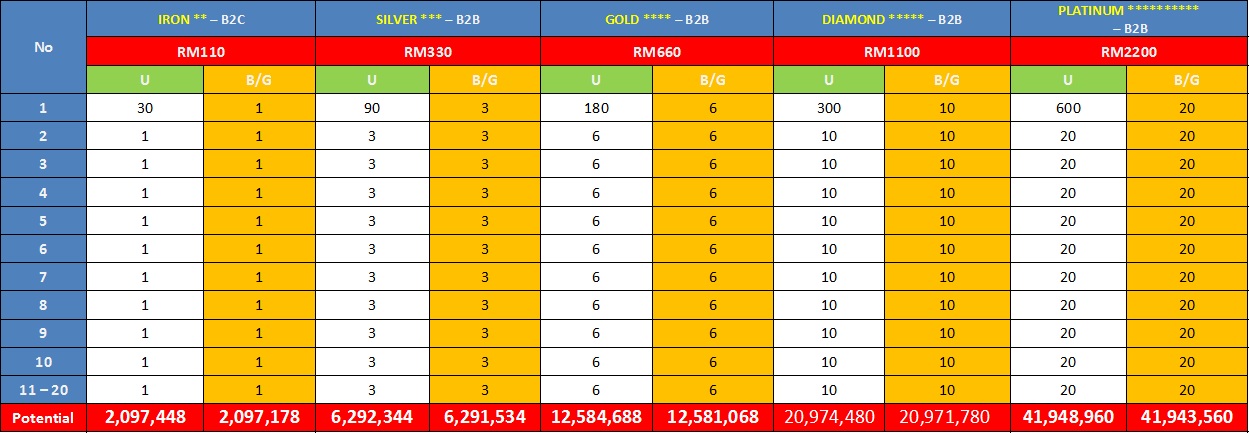 No IRON ** – B2C SILVER *** – B2B GOLD **** – B2B DIAMOND ***** – B2B PLATINUM ********** – B2B
RM110 RM330 RM660 RM1100 RM2200
U B/G U B/G U B/G U B/G U B/G
1 30 1 90 3 180 6 300 10 600 20
2 1 1 3 3 6 6 10 10 20 20
3 1 1 3 3 6 6 10 10 20 20
4 1 1 3 3 6 6 10 10 20 20
5 1 1 3 3 6 6 10 10 20 20
6 1 1 3 3 6 6 10 10 20 20
7 1 1 3 3 6 6 10 10 20 20
8 1 1 3 3 6 6 10 10 20 20
9 1 1 3 3 6 6 10 10 20 20
10 1 1 3 3 6 6 10 10 20 20
11 – 20 1 1 3 3 6 6 10 10 20 20
Potential 2,097,448 2,097,178 6,292,344 6,291,534 12,584,688 12,581,068 20,974,480 20,971,780 41,948,960 41,943,560